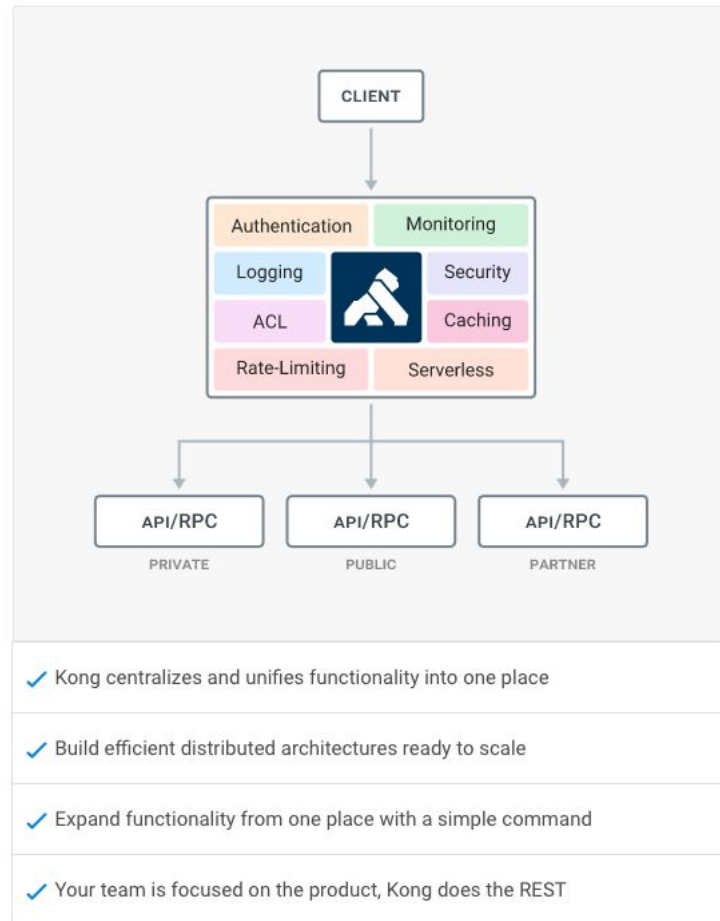 CLIENT
Authentication
Monitoring
Logging
Security
ACL
Caching
Rate-Limiting
Serverless
API/RPC
API/RPC
API/RPC
PRIVATE
PUBLIC
PARTNER
Kong centralizes and unifies functionality into one place
Build efficient distributed architectures ready to scale
Expand functionality from one place with a simple command
Your team is focused on the product, Kong does the REST